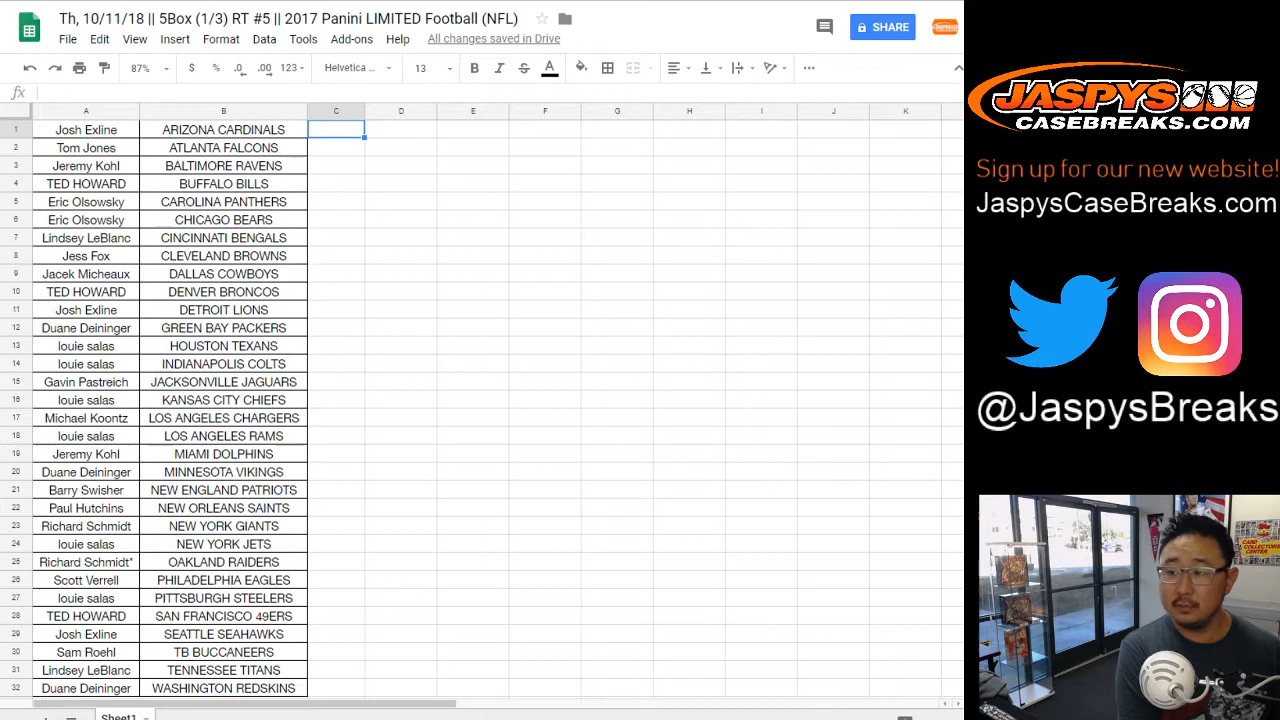 Th, 10/11/18 || 5Box (1/3) RT #5 || 2017 Panini LIMITED Football (NFL)
File Edit View Insert Format Data Tools Add-ons Help All changes saved in Drive
SHARE
87% $ % .0 .00 123 Helvetica ... 13 B I S A
fx
A B C D E F G H I J K
1 Josh Exline ARIZONA CARDINALS
2 Tom Jones ATLANTA FALCONS
3 Jeremy Kohl BALTIMORE RAVENS
4 TED HOWARD BUFFALO BILLS
5 Eric Olsowsky CAROLINA PANTHERS
6 Eric Olsowsky CHICAGO BEARS
7 Lindsey LeBlanc CINCINNATI BENGALS
8 Jess Fox CLEVELAND BROWNS
9 Jacek Micheaux DALLAS COWBOYS
10 TED HOWARD DENVER BRONCOS
11 Josh Exline DETROIT LIONS
12 Duane Deininger GREEN BAY PACKERS
13 louie salas HOUSTON TEXANS
14 louie salas INDIANAPOLIS COLTS
15 Gavin Pastreich JACKSONVILLE JAGUARS
16 louie salas KANSAS CITY CHIEFS
17 Michael Koontz LOS ANGELES CHARGERS
18 louie salas LOS ANGELES RAMS
19 Jeremy Kohl MIAMI DOLPHINS
20 Duane Deininger MINNESOTA VIKINGS
21 Barry Swisher NEW ENGLAND PATRIOTS
22 Paul Hutchins NEW ORLEANS SAINTS
23 Richard Schmidt NEW YORK GIANTS
24 louie salas NEW YORK JETS
25 Richard Schmidt* OAKLAND RAIDERS
26 Scott Verrell PHILADELPHIA EAGLES
27 louie salas PITTSBURGH STEELERS
28 TED HOWARD SAN FRANCISCO 49ERS
29 Josh Exline SEATTLE SEAHAWKS
30 Sam Roehl TB BUCCANEERS
31 Lindsey LeBlanc TENNESSEE TITANS
32 Duane Deininger WASHINGTON REDSKINS
Sheet1
JASPYS
CASEBREAKS.COM
Sign up for our new website!
JaspysCaseBreaks.com
@JaspysBreaks
CARD
COLLECTORS
CENTER